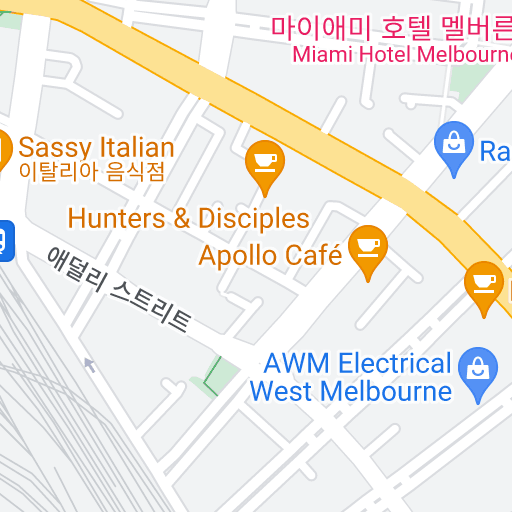 마이애미 호텔 멜버른
Miami Hotel Melbourne
Sassy Italian
이탈리아 음식점
Ra
Hunters & Disciples
Apollo Café
애덜리 스트리트
AWM Electrical
West Melbourne